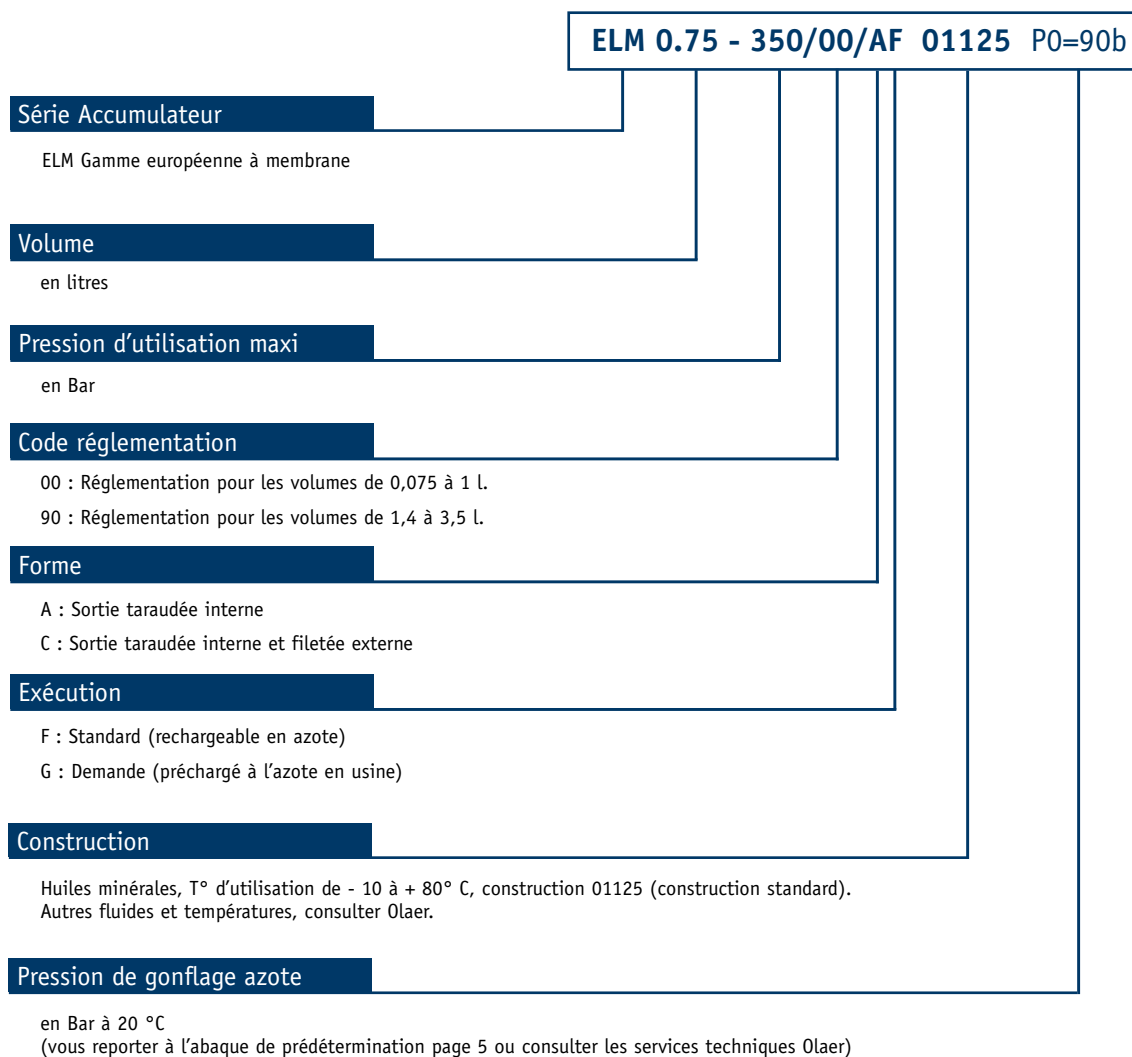 ELM 0.75 - 350/00/AF 01125 P0=90b
Série Accumulateur
ELM Gamme européenne à membrane
Volume
en litres
Pression d'utilisation maxi
en Bar
Code réglementation
00 : Réglementation pour les volumes de 0,075 à 1 l.
90 : Réglementation pour les volumes de 1,4 à 3,5 l.
Forme
A : Sortie taraudée interne
C : Sortie taraudée interne et filetée externe
Exécution
F : Standard (rechargeable en azote)
G : Demande (préchargé à l'azote en usine)
Construction
Huiles minérales, T° d'utilisation de - 10 à + 80° C, construction 01125 (construction standard).
Autres fluides et températures, consulter Olaer.
Pression de gonflage azote
en Bar à 20 °C
(vous reporter à l'abaque de prédétermination page 5 ou consulter les services techniques Olaer)